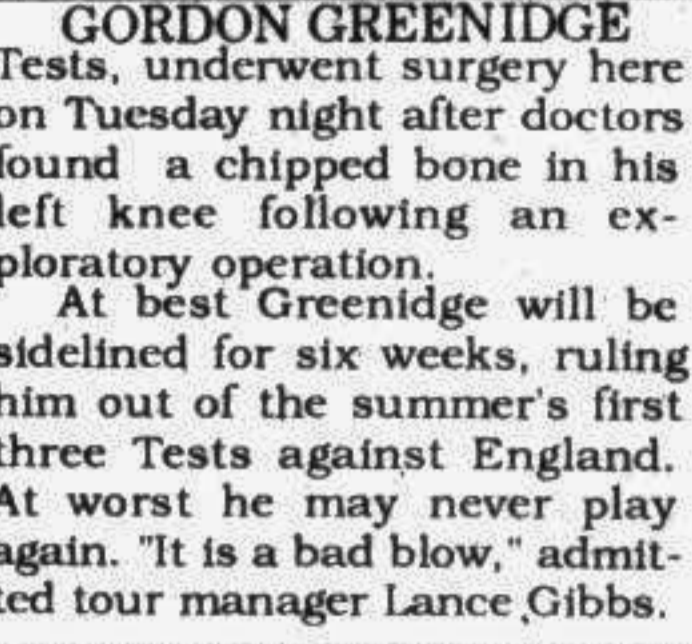 GORDON GREENIDGE
Tests, underwent surgery here
on Tuesday night after doctors
found a chipped bone in his
left knee following an ex-
ploratory operation.
At best Greenidge will be
sidelined for six weeks, ruling
him out of the summer's first
three Tests against England.
At worst he may never play
again. "It is a bad blow," admit-
ted tour manager Lance Gibbs.